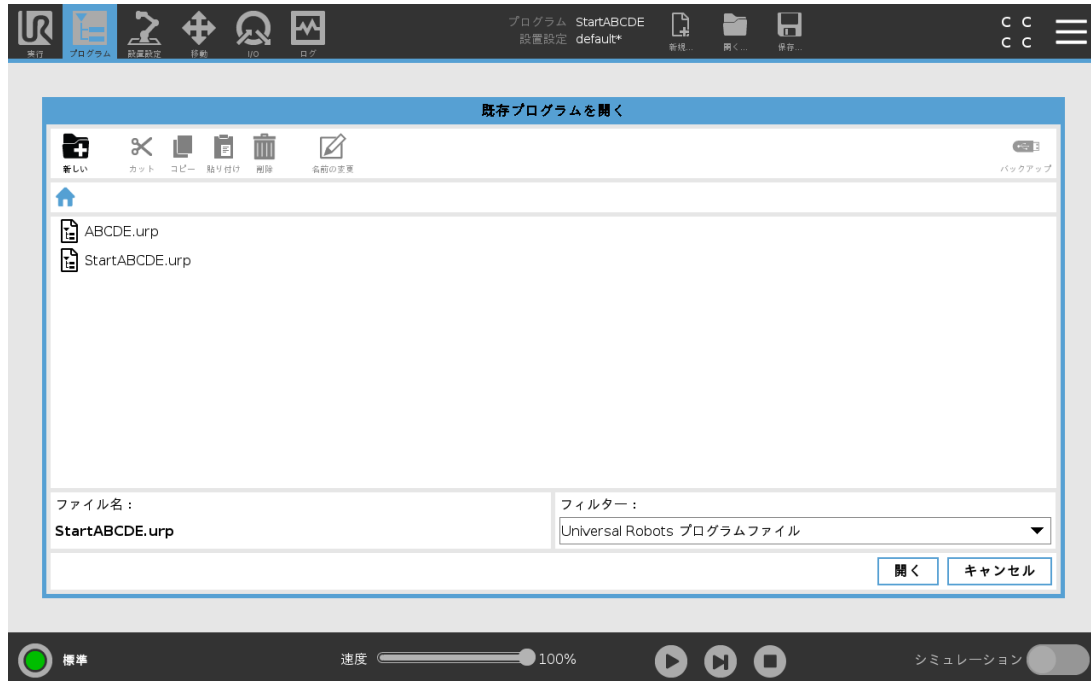 プログラム StartABCDE
設置設定 default*
実行 プログラム 設置設定 移動 I/O ログ
新規... 開く... 保存...
C C
C C
既存プログラムを開く
新しい カット コピー 貼り付け 削除 名前の変更 バックアップ
ABCDE.urp
StartABCDE.urp
ファイル名：
StartABCDE.urp
フィルター：
Universal Robots プログラムファイル
開く キャンセル
標準 速度 100% シミュレーション